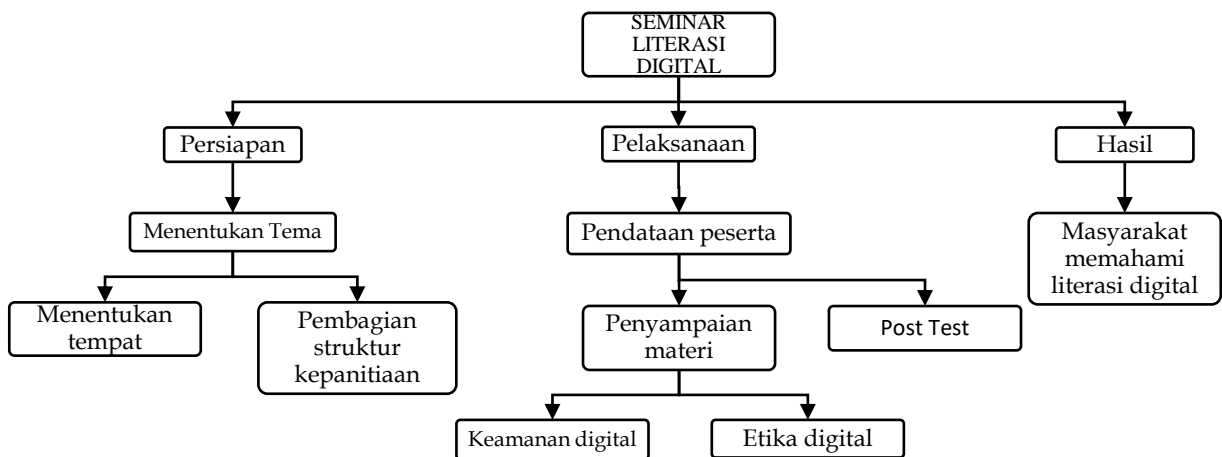 SEMINAR
LITERASI
DIGITAL
Persiapan
Pelaksanaan
Hasil
Menentukan Tema
Pendataan peserta
Masyarakat
memahami
literasi digital
Menentukan
tempat
Pembagian
struktur
kepanitiaan
Penyampaian
materi
Post Test
Keamanan digital
Etika digital